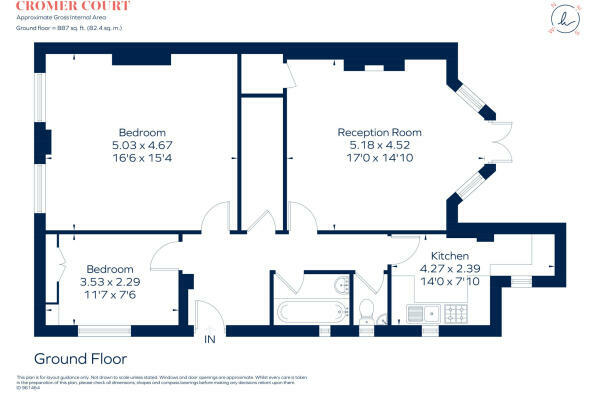 CROMER COURT
Approximate Gross Internal Area
Ground floor = 887 sq. ft. (82.4 sq. m.)
Bedroom
5.03 x 4.67
16'6 x 15'4
Reception Room
5.18 x 4.52
17'0 x 14'10
Bedroom
3.53 x 2.29
11'7 x 7'6
Kitchen
4.27 x 2.39
14'0 x 7'10
IN
Ground Floor
This plan is for layout guidance only. Not drawn to scale unless stated. Windows and door openings are approximate. Whilst every care is taken
in the preparation of this plan, please check all dimensions, shapes and compass bearings before making any decisions reliant upon them.
ID 961464